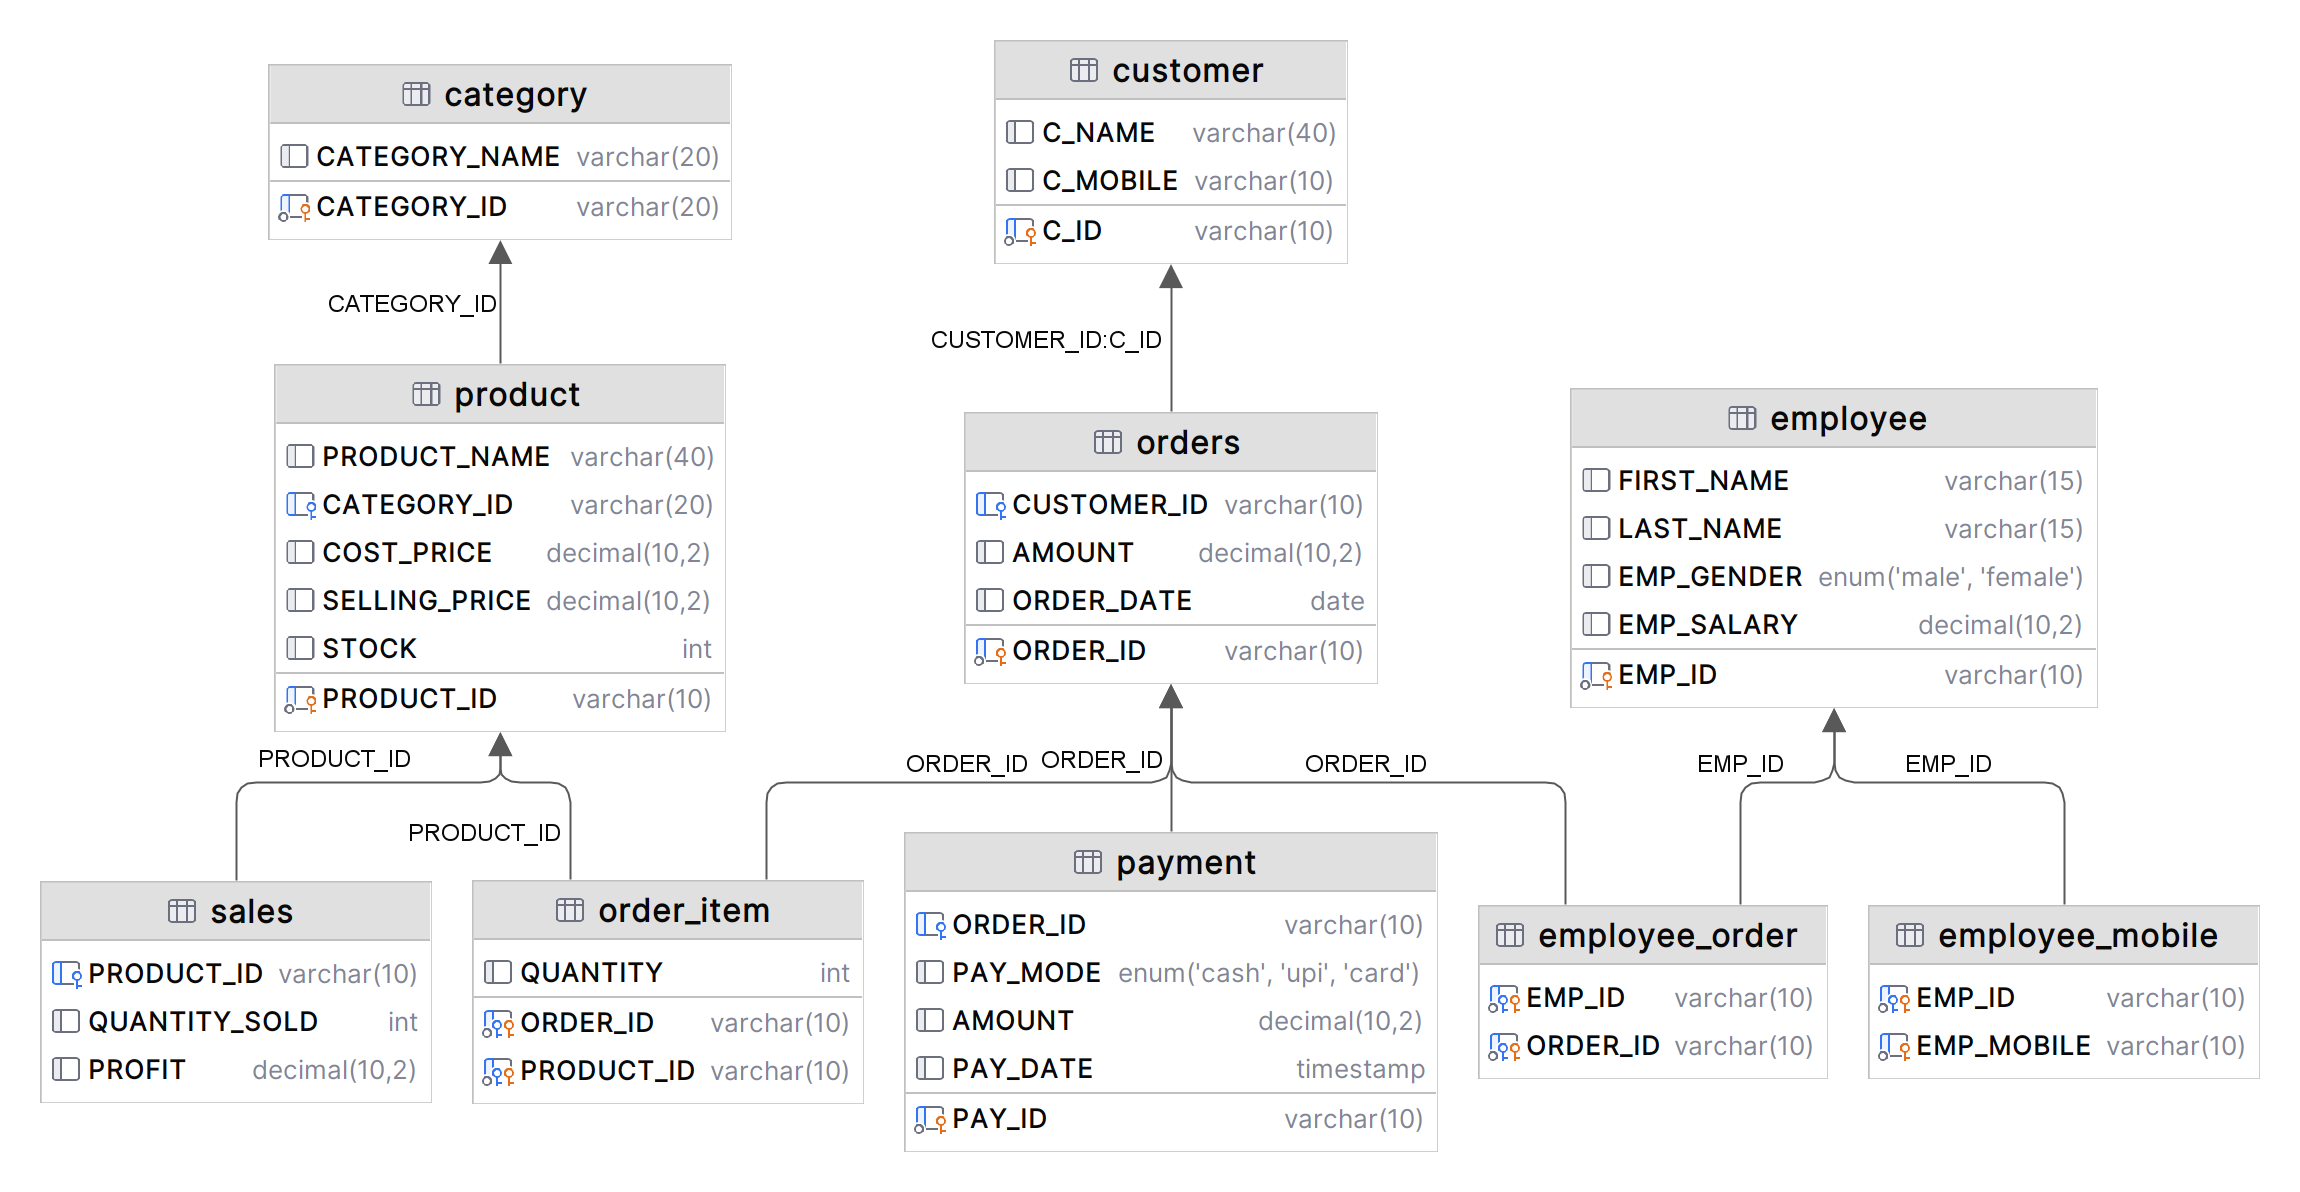 category
CATEGORY_NAME varchar(20)
CATEGORY_ID varchar(20)
customer
C_NAME varchar(40)
C_MOBILE varchar(10)
C_ID varchar(10)
CATEGORY_ID
CUSTOMER_ID:C_ID
product
PRODUCT_NAME varchar(40)
CATEGORY_ID varchar(20)
COST_PRICE decimal(10,2)
SELLING_PRICE decimal(10,2)
STOCK int
PRODUCT_ID varchar(10)
orders
CUSTOMER_ID varchar(10)
AMOUNT decimal(10,2)
ORDER_DATE date
ORDER_ID varchar(10)
employee
FIRST_NAME varchar(15)
LAST_NAME varchar(15)
EMP_GENDER enum('male', 'female')
EMP_SALARY decimal(10,2)
EMP_ID varchar(10)
PRODUCT_ID
PRODUCT_ID
ORDER_ID
ORDER_ID
ORDER_ID
EMP_ID
EMP_ID
sales
PRODUCT_ID varchar(10)
QUANTITY_SOLD int
PROFIT decimal(10,2)
order_item
QUANTITY int
ORDER_ID varchar(10)
PRODUCT_ID varchar(10)
payment
ORDER_ID varchar(10)
PAY_MODE enum('cash', 'upi', 'card')
AMOUNT decimal(10,2)
PAY_DATE timestamp
PAY_ID varchar(10)
employee_order
EMP_ID varchar(10)
ORDER_ID varchar(10)
employee_mobile
EMP_ID varchar(10)
EMP_MOBILE varchar(10)